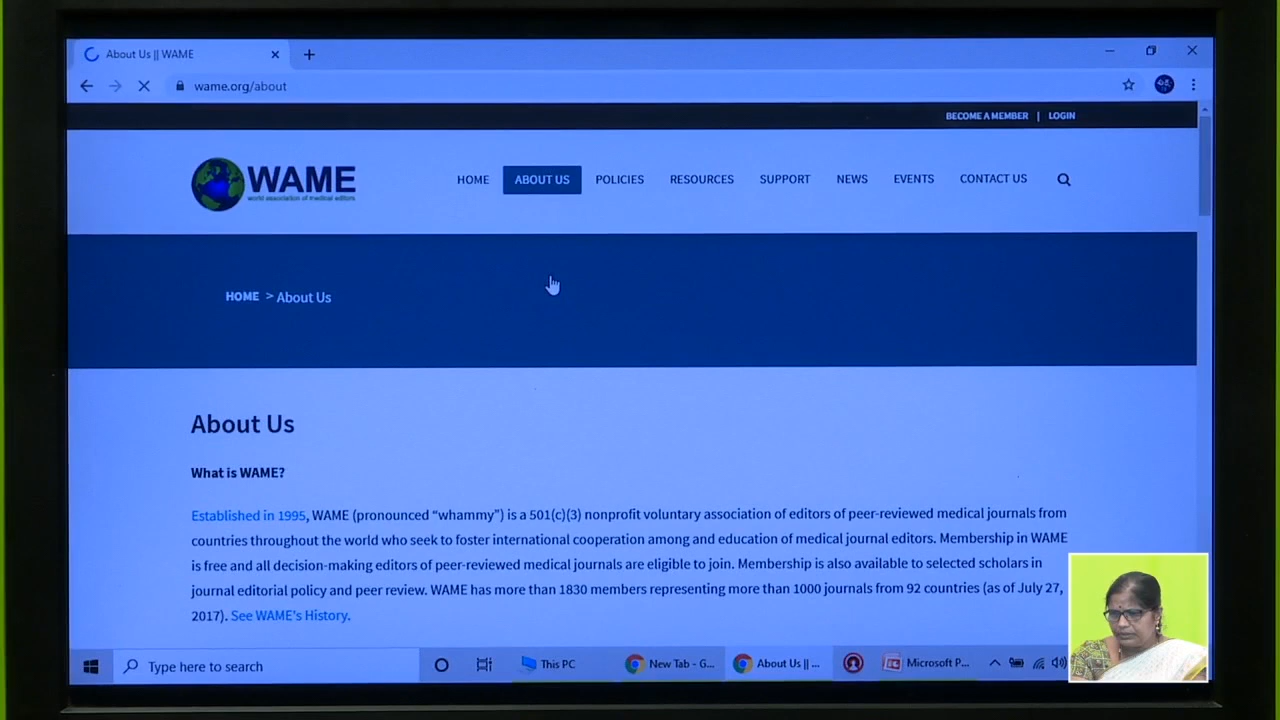 About Us || WAME
wame.org/about
BECOME A MEMBER | LOGIN
WAME
world association of medical editors
HOME ABOUT US POLICIES RESOURCES SUPPORT NEWS EVENTS CONTACT US
HOME > About Us
About Us
What is WAME?
Established in 1995, WAME (pronounced “whammy”) is a 501(c)(3) nonprofit voluntary association of editors of peer-reviewed medical journals from
countries throughout the world who seek to foster international cooperation among and education of medical journal editors. Membership in WAME
is free and all decision-making editors of peer-reviewed medical journals are eligible to join. Membership is also available to selected scholars in
journal editorial policy and peer review. WAME has more than 1830 members representing more than 1000 journals from 92 countries (as of July 27,
2017). See WAME's History.
Type here to search This PC New Tab - G... About Us || ... Microsoft P...